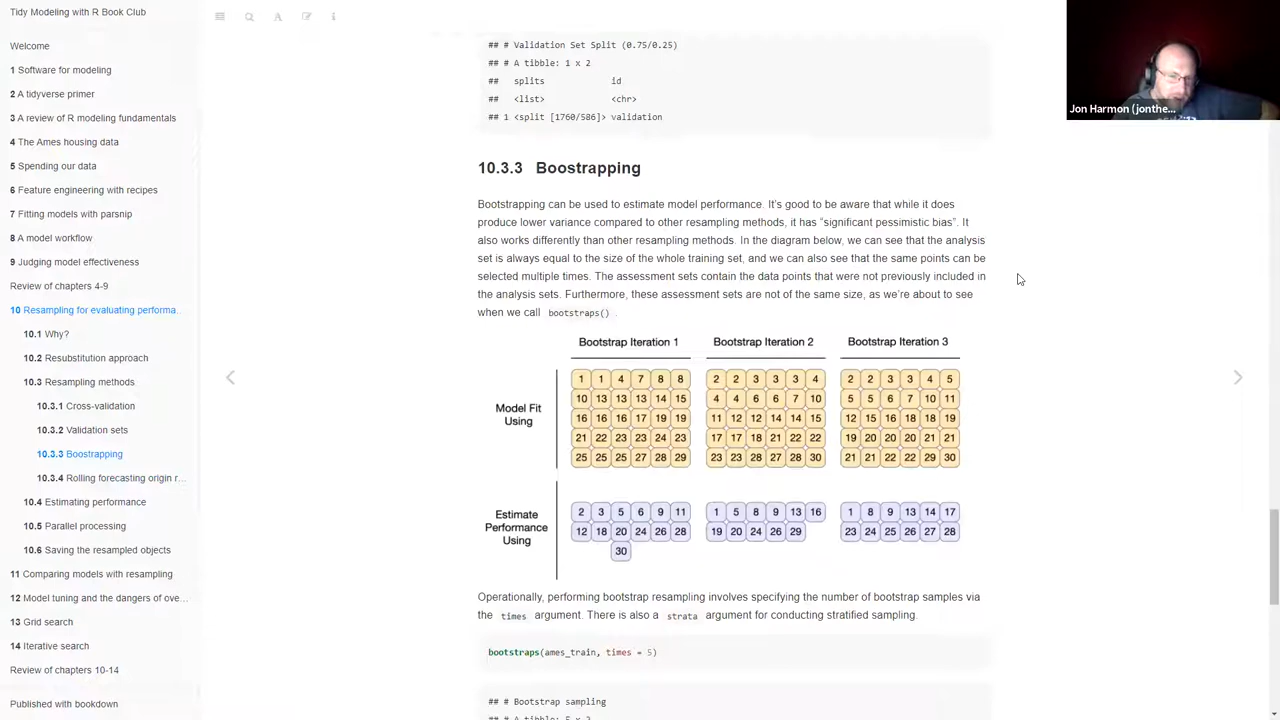 Tidy Modeling with R Book Club
Welcome
1 Software for modeling
2 A tidyverse primer
3 A review of R modeling fundamentals
4 The Ames housing data
5 Spending our data
6 Feature engineering with recipes
7 Fitting models with parsnip
8 A model workflow
9 Judging model effectiveness
Review of chapters 4-9
10 Resampling for evaluating performa...
10.1 Why?
10.2 Resubstitution approach
10.3 Resampling methods
10.3.1 Cross-validation
10.3.2 Validation sets
10.3.3 Boostrapping
10.3.4 Rolling forecasting origin r...
10.4 Estimating performance
10.5 Parallel processing
10.6 Saving the resampled objects
11 Comparing models with resampling
12 Model tuning and the dangers of ove...
13 Grid search
14 Iterative search
Review of chapters 10-14
Published with bookdown
## # Validation Set Split (0.75/0.25)
## # A tibble: 1 x 2
## splits id
## <list> <chr>
## 1 <split [1760/586]> validation
10.3.3 Boostrapping
Bootstrapping can be used to estimate model performance. It's good to be aware that while it does
produce lower variance compared to other resampling methods, it has “significant pessimistic bias”. It
also works differently than other resampling methods. In the diagram below, we can see that the analysis
set is always equal to the size of the whole training set, and we can also see that the same points can be
selected multiple times. The assessment sets contain the data points that were not previously included in
the analysis sets. Furthermore, these assessment sets are not of the same size, as we're about to see
when we call bootstraps() .
Bootstrap Iteration 1 Bootstrap Iteration 2 Bootstrap Iteration 3
Model Fit
Using
1 1 4 7 8 8 2 2 3 3 3 4 2 2 3 3 4 5
10 13 13 13 14 15 4 4 6 6 7 10 5 5 6 7 10 11
16 16 16 17 19 19 11 12 12 14 14 15 12 15 16 18 18 19
21 22 23 23 24 23 17 17 18 21 22 22 19 20 20 20 21 21
25 25 25 27 28 29 23 23 28 27 28 30 21 21 22 22 29 30
Estimate
Performance
Using
2 3 5 6 9 11 1 5 8 9 13 16 1 8 9 13 14 17
12 18 20 24 26 28 19 20 24 26 29 23 24 25 26 27 28
30
Operationally, performing bootstrap resampling involves specifying the number of bootstrap samples via
the times argument. There is also a strata argument for conducting stratified sampling.
bootstraps(ames_train, times = 5)
## # Bootstrap sampling
## # A tibble: 5 x 2
Jon Harmon (jonthe...